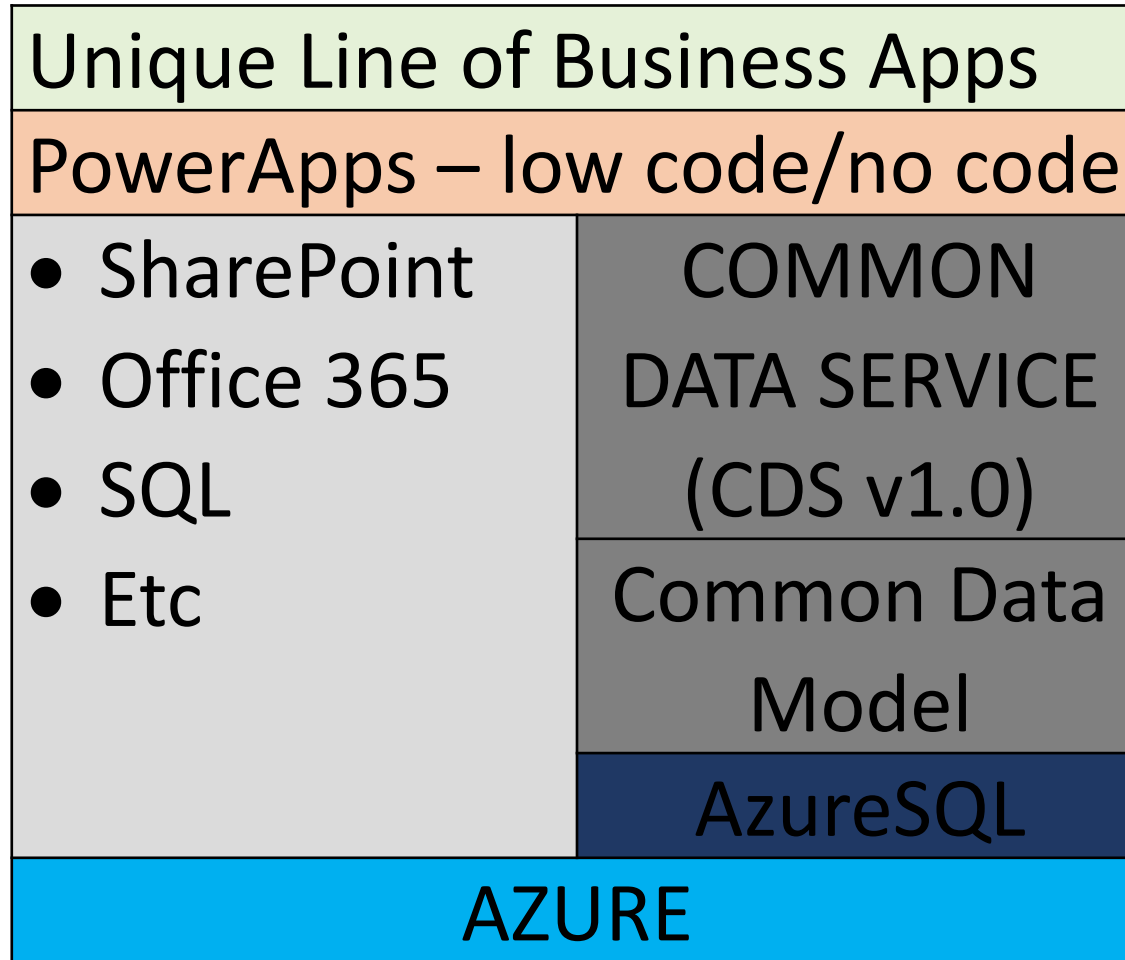 Unique Line of Business Apps
PowerApps – low code/no code
• SharePoint
• Office 365
• SQL
• Etc
COMMON
DATA SERVICE
(CDS v1.0)
Common Data
Model
AzureSQL
AZURE